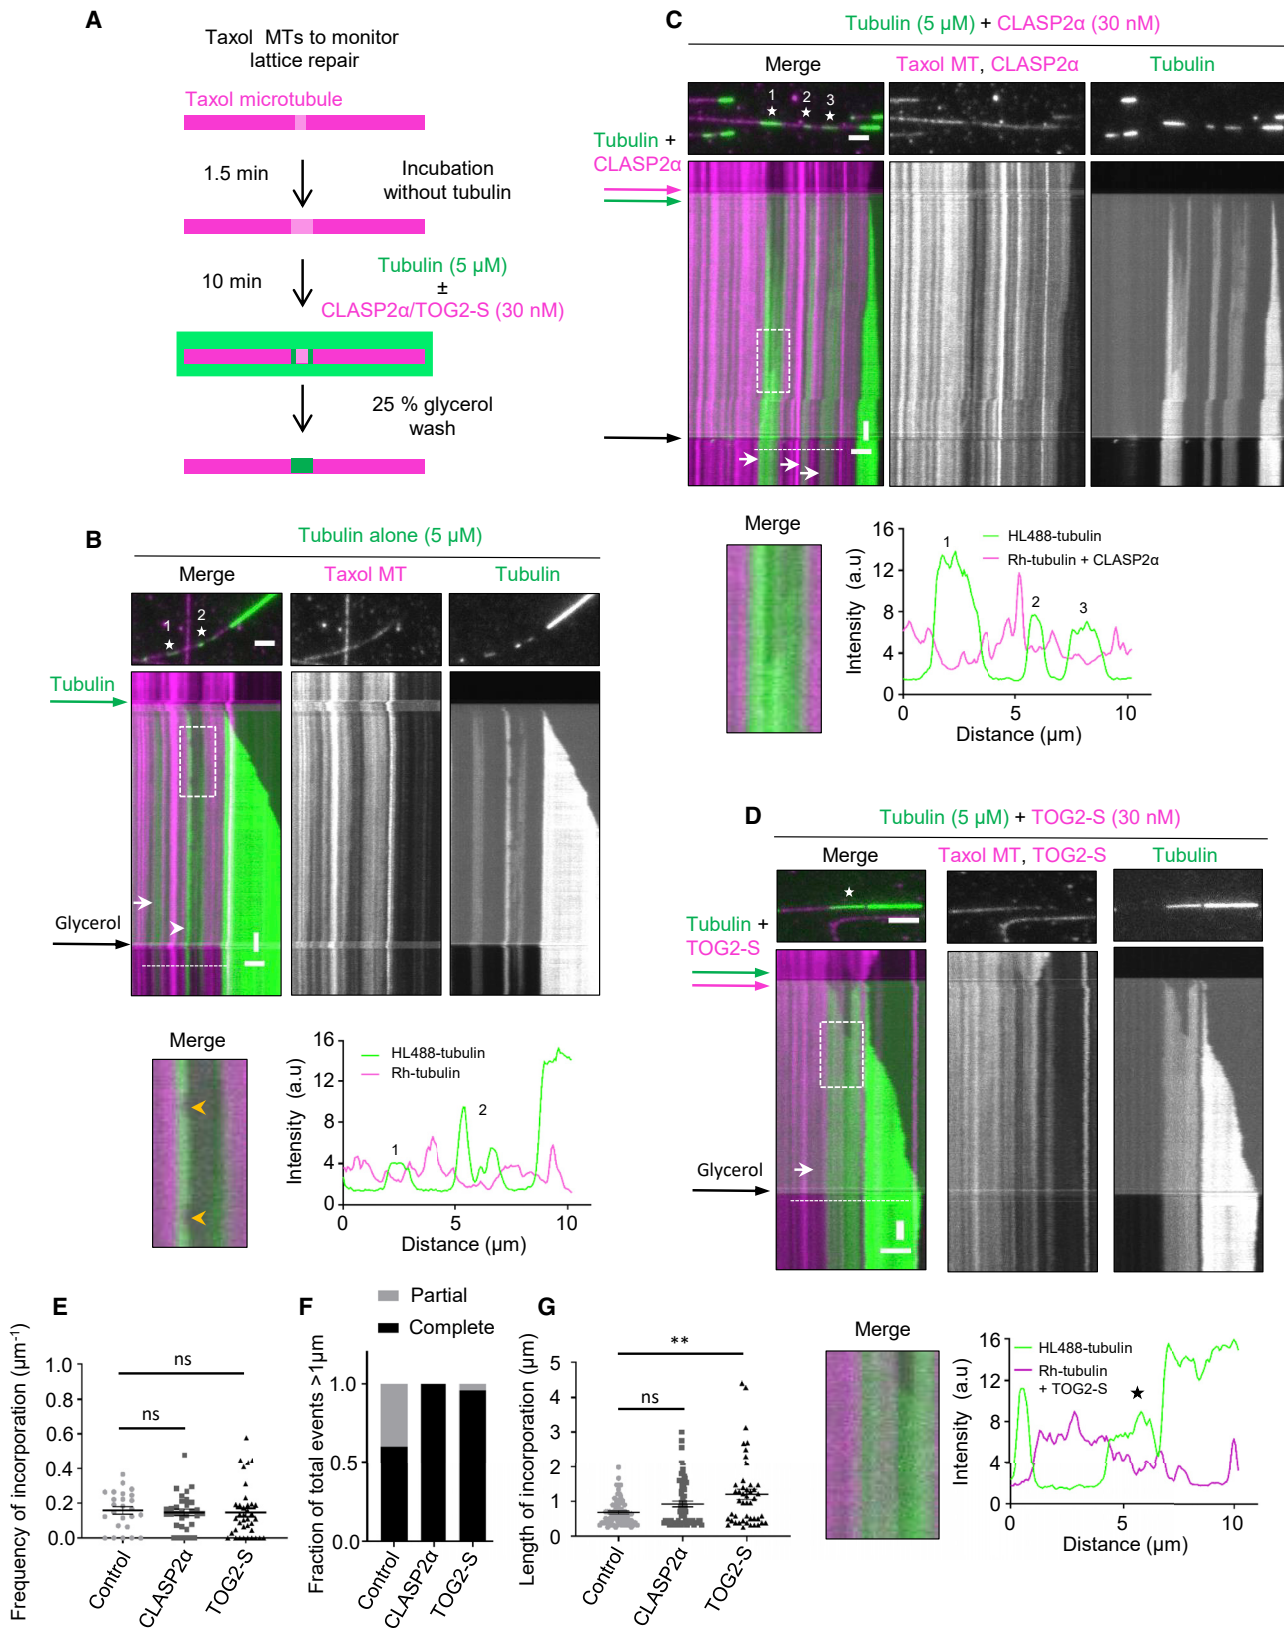 A
Taxol MTs to monitor
lattice repair
Taxol microtubule
1.5 min
Incubation
without tubulin
10 min
Tubulin (5 µM)
±
CLASP2α/TOG2-S (30 nM)
25 % glycerol
wash
B
Tubulin alone (5 µM)
Merge
Taxol MT
Tubulin
1
2
Tubulin
Glycerol
Merge
Intensity (a.u)
16
12
8
4
0
HL488-tubulin
Rh-tubulin
1
2
0
5
10
Distance (µm)
C
Tubulin (5 µM) + CLASP2α (30 nM)
Merge
Taxol MT, CLASP2α
Tubulin
1
2
3
Tubulin +
CLASP2α
Merge
Intensity (a.u)
16
12
8
4
0
HL488-tubulin
Rh-tubulin + CLASP2α
1
2
3
0
5
10
Distance (µm)
D
Tubulin (5 µM) + TOG2-S (30 nM)
Merge
Taxol MT, TOG2-S
Tubulin
Tubulin +
TOG2-S
Glycerol
Merge
Intensity (a.u)
16
12
8
4
0
HL488-tubulin
Rh-tubulin
+ TOG2-S
0
5
10
Distance (µm)
E
Frequency of incorporation (µm⁻¹)
1.0
0.8
0.6
0.4
0.2
0.0
ns
ns
Control
CLASP2α
TOG2-S
F
Partial
Complete
Fraction of total events >1µm
1.0
0.5
0.0
Control
CLASP2α
TOG2-S
G
Length of incorporation (µm)
5
4
3
2
1
0
**
ns
Control
CLASP2α
TOG2-S